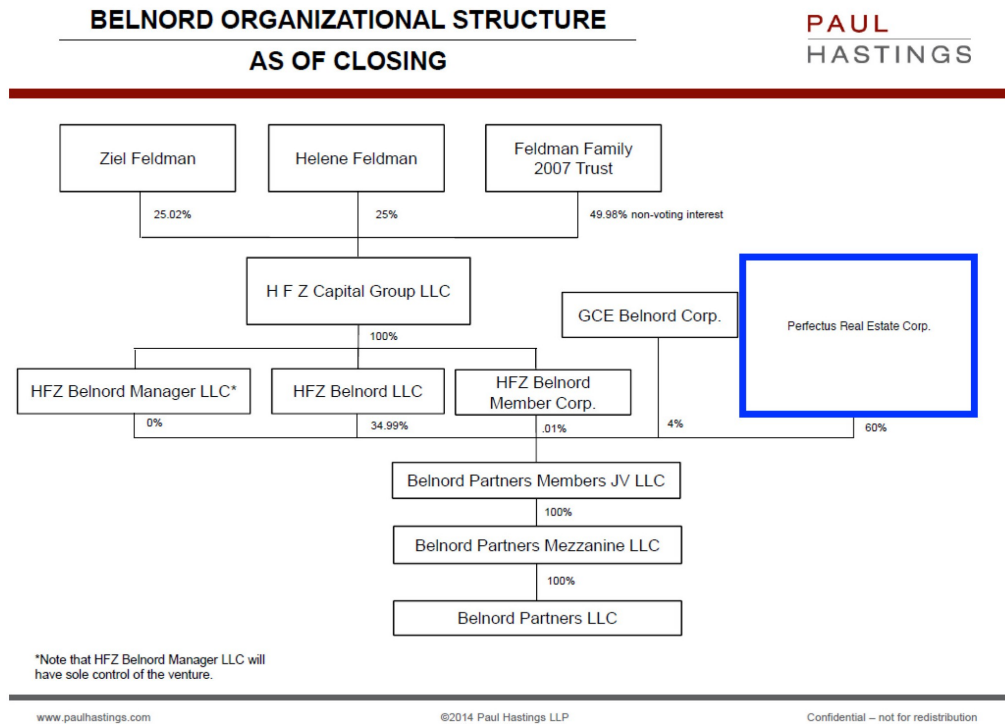 BELNORD ORGANIZATIONAL STRUCTURE
AS OF CLOSING
PAUL
HASTINGS
Ziel Feldman
Helene Feldman
Feldman Family
2007 Trust
25.02%
25%
49.98% non-voting interest
H F Z Capital Group LLC
GCE Belnord Corp.
Perfectus Real Estate Corp.
100%
HFZ Belnord Manager LLC*
HFZ Belnord LLC
HFZ Belnord
Member Corp.
0%
34.99%
.01%
4%
60%
Belnord Partners Members JV LLC
100%
Belnord Partners Mezzanine LLC
100%
Belnord Partners LLC
*Note that HFZ Belnord Manager LLC will
have sole control of the venture.
www.paulhastings.com
©2014 Paul Hastings LLP
Confidential – not for redistribution